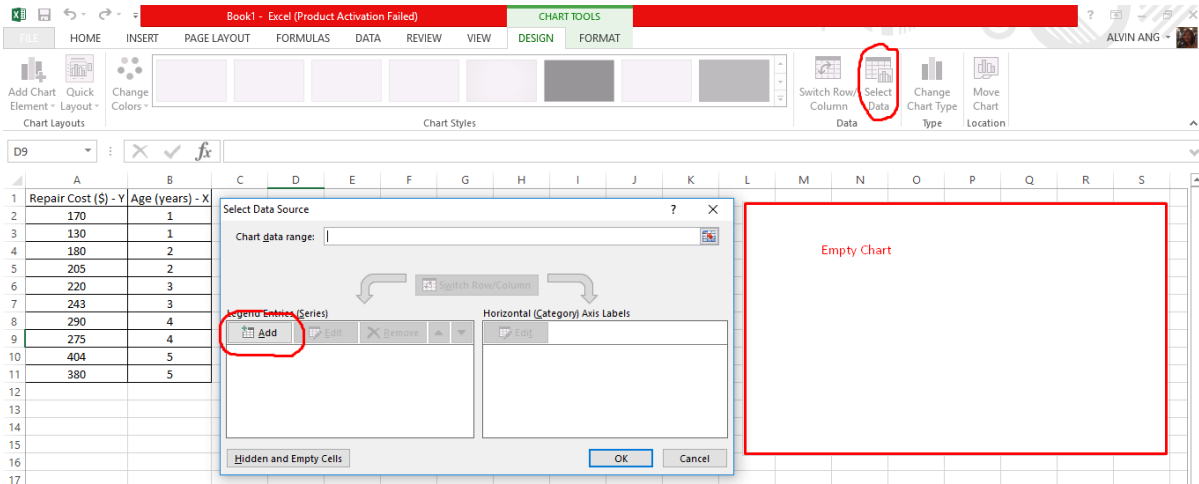 Book1 - Excel (Product Activation Failed)
CHART TOOLS
?
FILE HOME INSERT PAGE LAYOUT FORMULAS DATA REVIEW VIEW DESIGN FORMAT
ALVIN ANG
Add Chart Element Quick Layout Change Colors
Switch Row/ Column Select Data Change Chart Type Move Chart
Chart Layouts Chart Styles Data Type Location
D9 fx
A B C D E F G H I J K L M N O P Q R S
1 Repair Cost ($) - Y Age (years) - X
2 170 1
3 130 1
4 180 2
5 205 2
6 220 3
7 243 3
8 290 4
9 275 4
10 404 5
11 380 5
12
13
14
15
16
17
Select Data Source ?
Chart data range:
Switch Row/Column
Legend Entries (Series)
Add Edit Remove
Horizontal (Category) Axis Labels
Edit
Hidden and Empty Cells
OK Cancel
Empty Chart